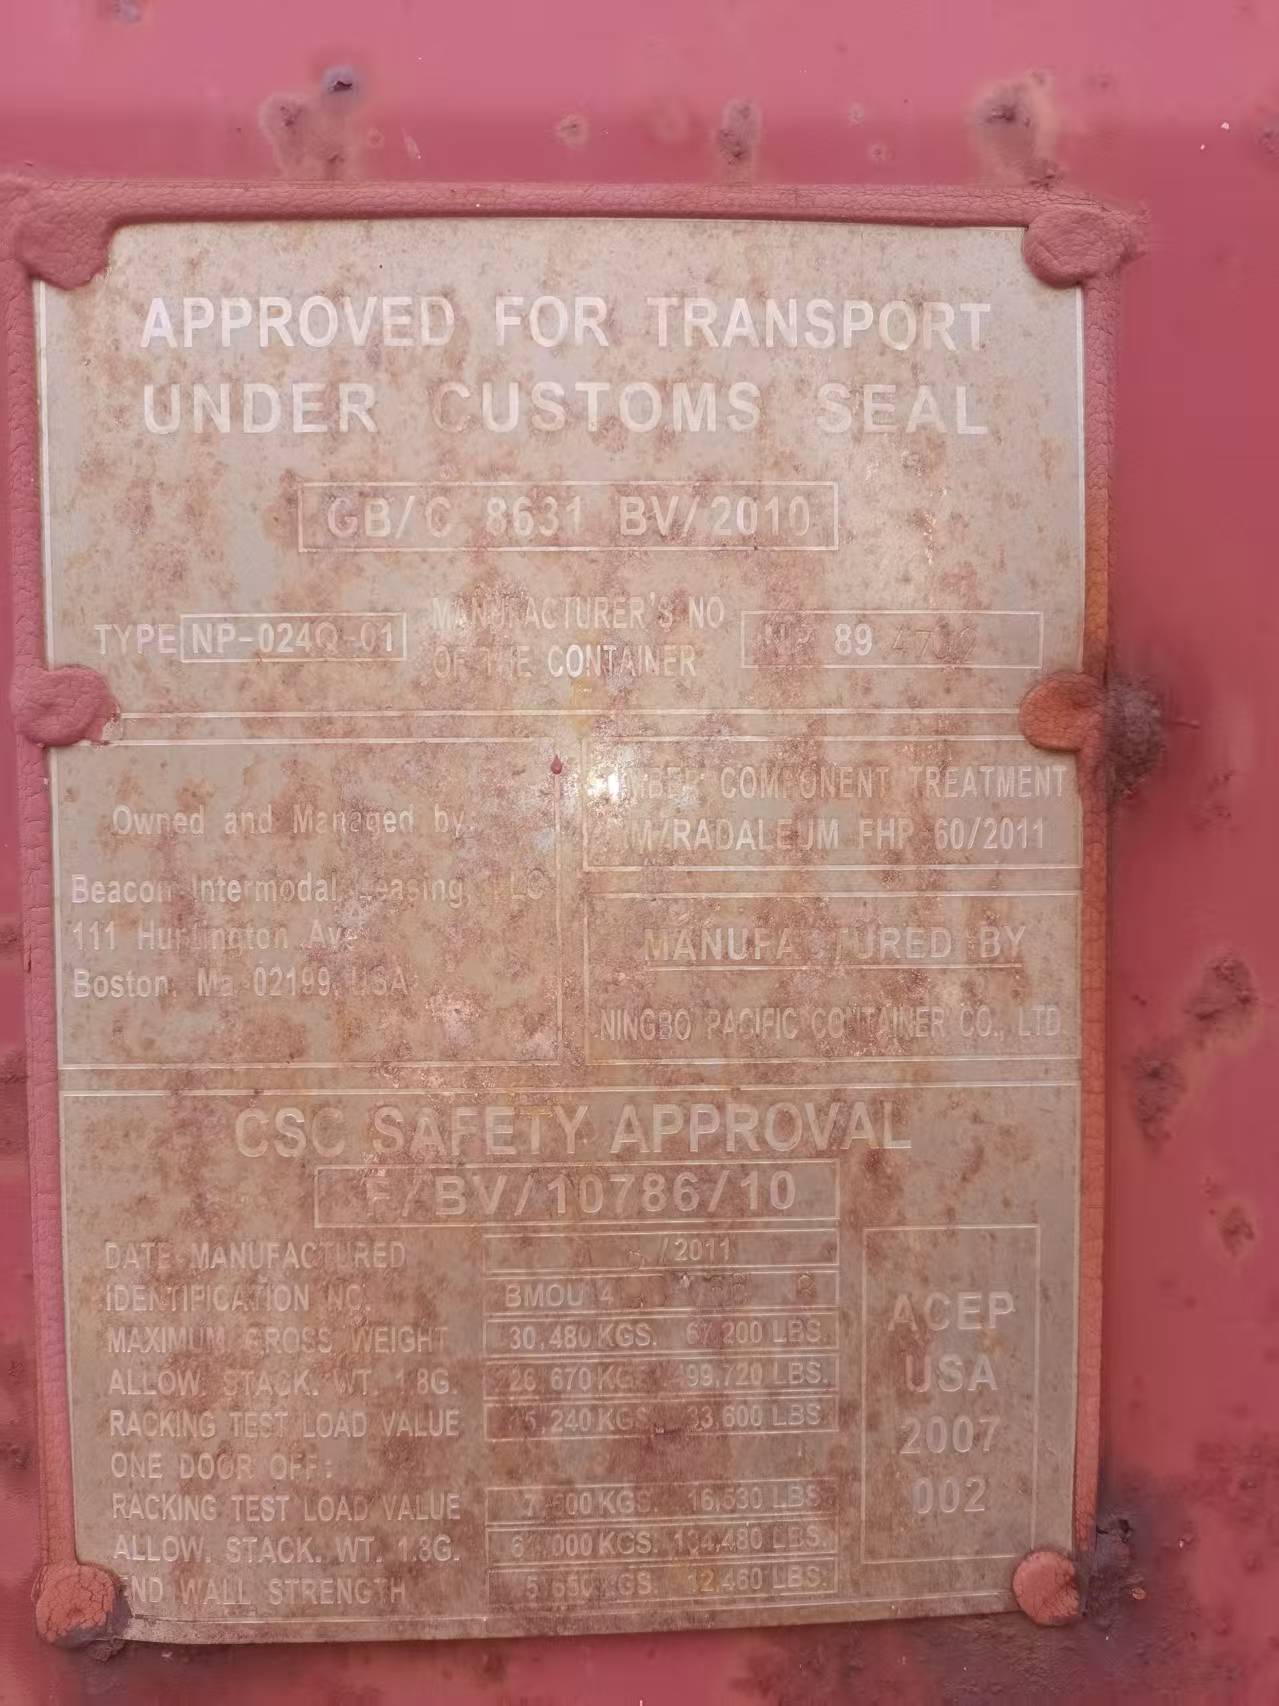 APPROVED FOR TRANSPORT
UNDER CUSTOMS SEAL
GB/C 8631 BV/2010
TYPE NP-024Q-01
MANUFACTURER'S NO
OF THE CONTAINER
89
Owned and Managed by
Beacon Intermodal Leasing, LLC
111 Huntington Ave
Boston, Ma 02199, USA
COMPONENT TREATMENT
FHP 60/2011
MANUFACTURED BY
NINGBO PACIFIC CONTAINER CO., LTD.
CSC SAFETY APPROVAL
F/BV/10786/10
DATE MANUFACTURED /2011
IDENTIFICATION NO. BMOU 4
MAXIMUM GROSS WEIGHT 30,480 KGS. 67,200 LBS.
ALLOW. STACK. WT. 1.8G. LBS.
RACKING TEST LOAD VALUE 15,240 KGS. 33,600 LBS.
ONE DOOR OFF:
RACKING TEST LOAD VALUE KGS. 16,530 LBS.
ALLOW. STACK. WT. 1.8G. KGS. 134,480 LBS.
END WALL STRENGTH 5,650 KGS. 12,460 LBS.
ACEP
USA
2007
002